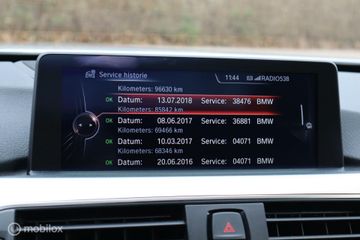 Service historie
11:44 RADIO538
Kilometers: 96630 km
OK Datum: 13.07.2018 Service: 38476 BMW
Kilometers: 85842 km
OK Datum: 08.06.2017 Service: 36881 BMW
Kilometers: 69466 km
OK Datum: 10.03.2017 Service: 04071 BMW
Kilometers: 68346 km
OK Datum: 20.06.2016 Service: 04071 BMW
mobilox